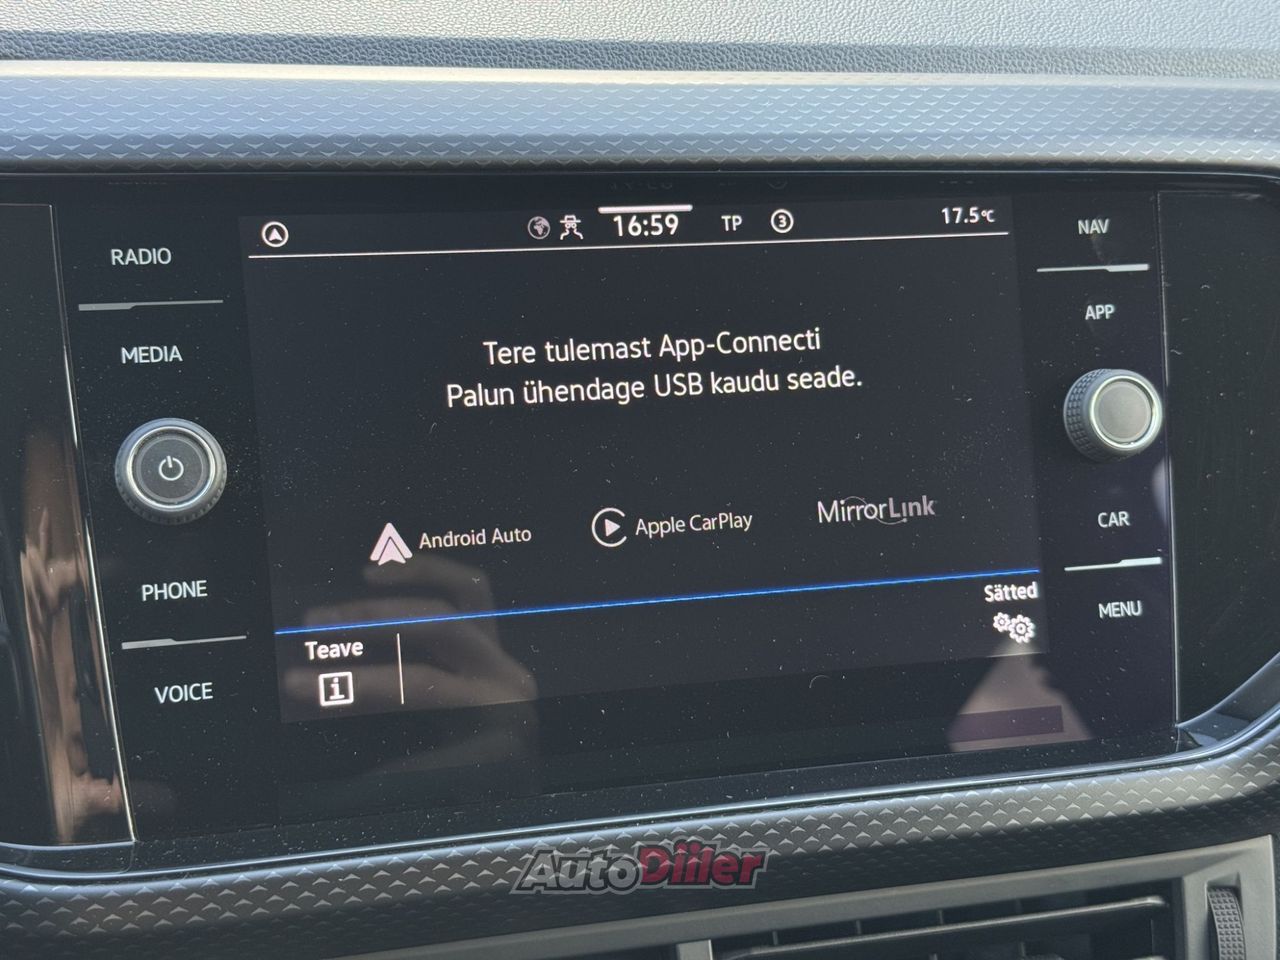 RADIO
MEDIA
PHONE
VOICE
16:59
TP
3
17.5°C
Tere tulemast App-Connecti
Palun ühendage USB kaudu seade.
Android Auto
Apple CarPlay
MirrorLink
Teave
i
Sätted
NAV
APP
CAR
MENU
AutoDiiler